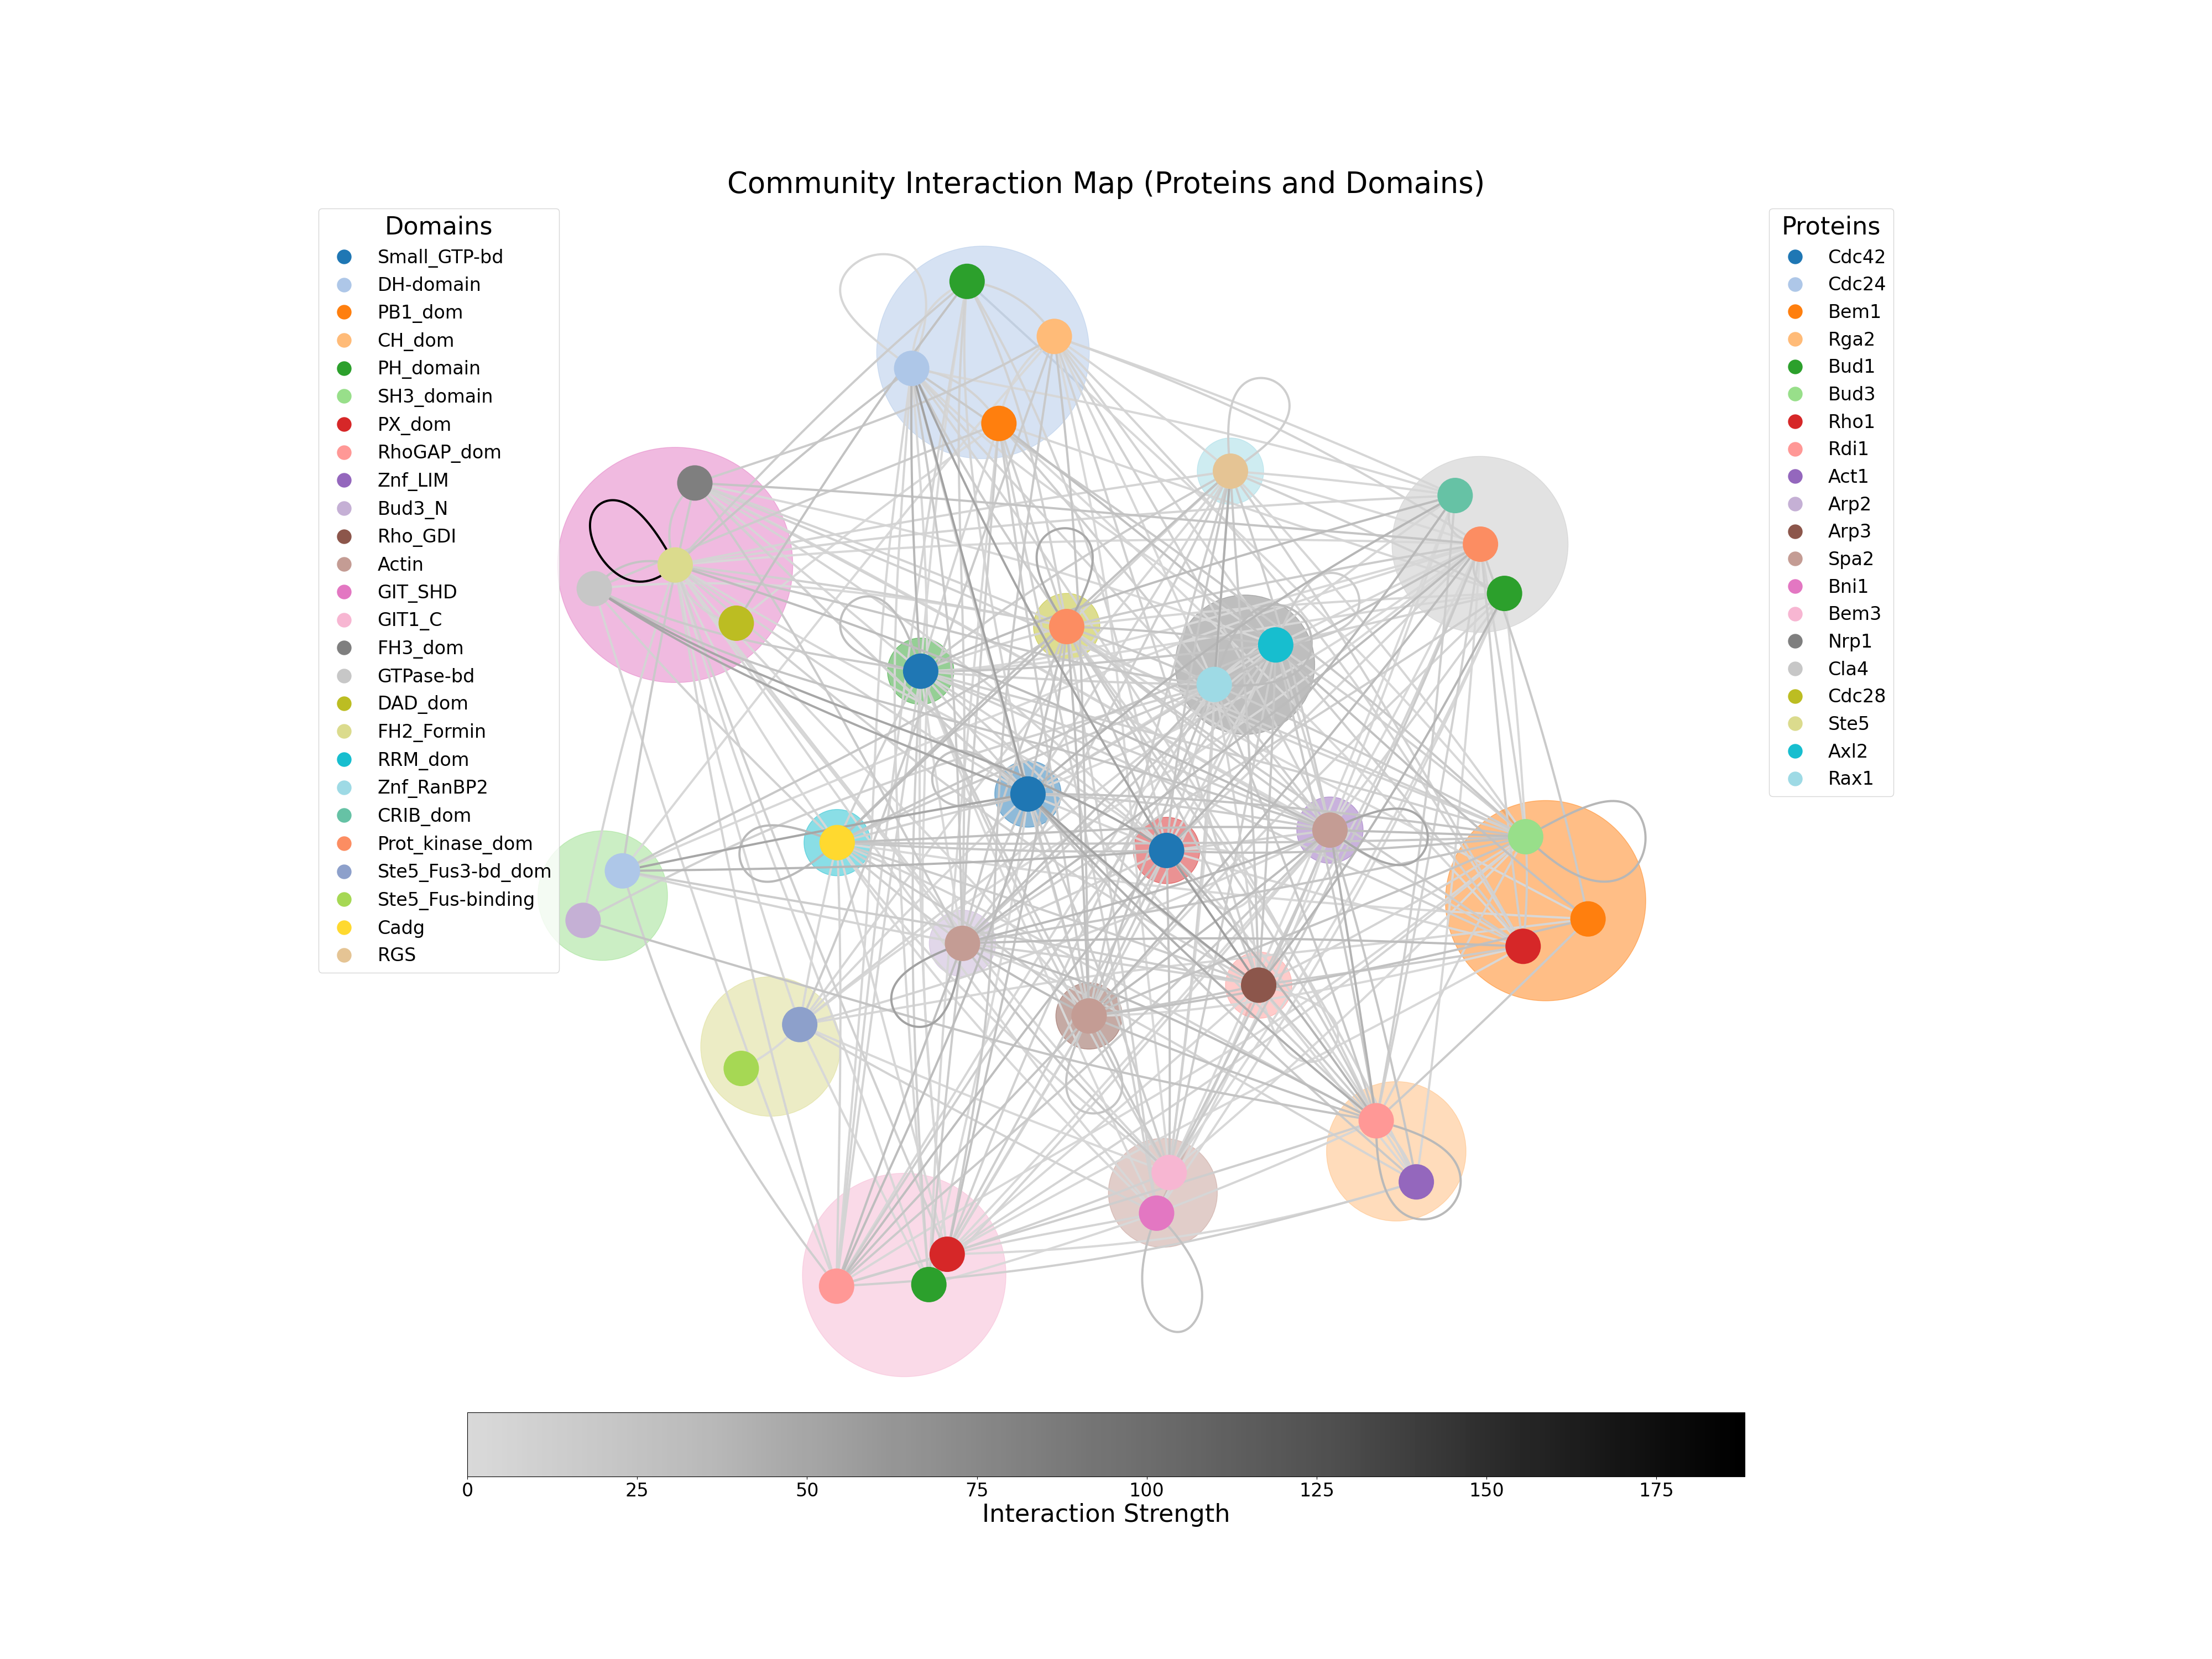 Community Interaction Map (Proteins and Domains)
Domains
Small_GTP-bd
DH-domain
PB1_dom
CH_dom
PH_domain
SH3_domain
PX_dom
RhoGAP_dom
Znf_LIM
Bud3_N
Rho_GDI
Actin
GIT_SHD
GIT1_C
FH3_dom
GTPase-bd
DAD_dom
FH2_Formin
RRM_dom
Znf_RanBP2
CRIB_dom
Prot_kinase_dom
Ste5_Fus3-bd_dom
Ste5_Fus-binding
Cadg
RGS
Proteins
Cdc42
Cdc24
Bem1
Rga2
Bud1
Bud3
Rho1
Rdi1
Act1
Arp2
Arp3
Spa2
Bni1
Bem3
Nrp1
Cla4
Cdc28
Ste5
Axl2
Rax1
0 25 50 75 100 125 150 175
Interaction Strength